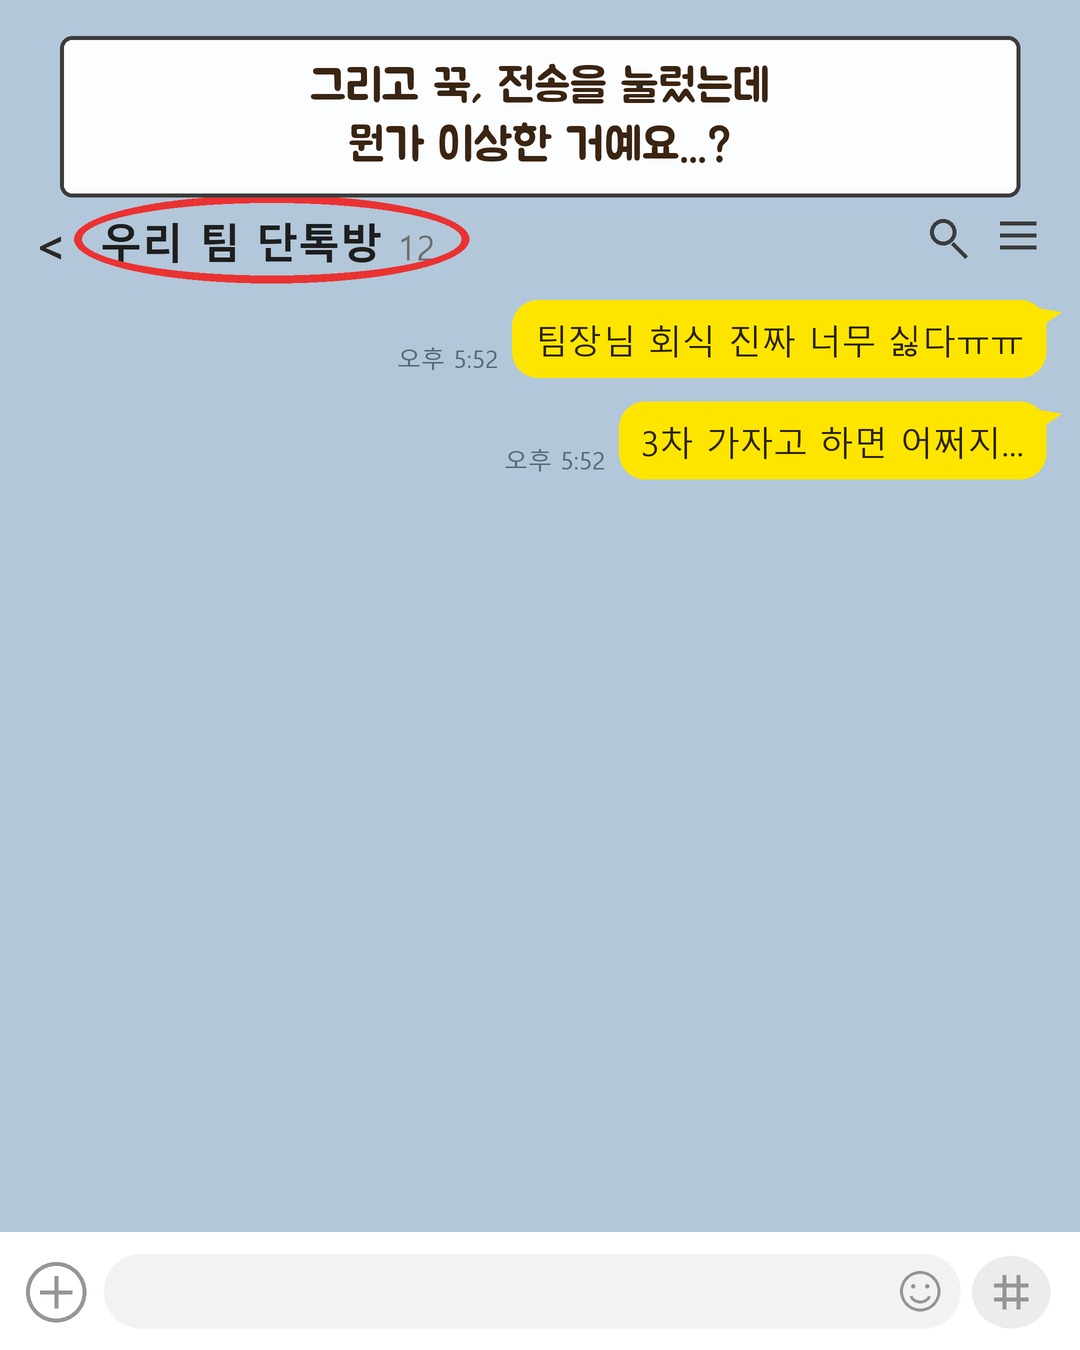 그리고 꾹, 전송을 눌렀는데
뭔가 이상한 거예요...?
< 우리 팀 단톡방 12
팀장님 회식 진짜 너무 싫다ㅠㅠ
오후 5:52
3차 가자고 하면 어쩌지...
오후 5:52